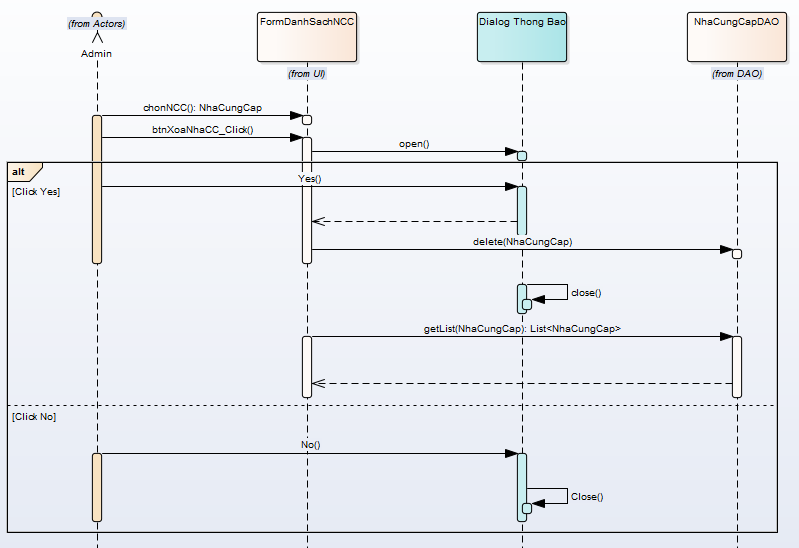 (from Actors)
Admin
FormDanhSachNCC
(from UI)
Dialog Thong Bao
NhaCungCapDAO
(from DAO)
chonNCC(): NhaCungCap
btnXoaNhaCC_Click()
open()
alt
[Click Yes]
Yes()
delete(NhaCungCap)
close()
getList(NhaCungCap): List<NhaCungCap>
[Click No]
No()
Close()